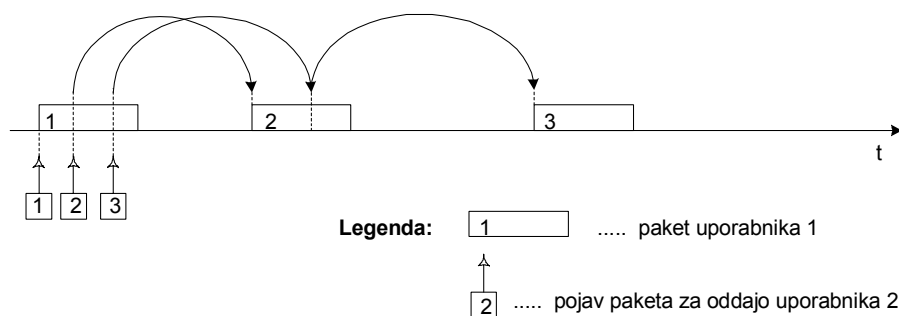 1 2 3
t
1 2 3
Legenda: 1 ..... paket uporabnika 1
2 ..... pojav paketa za oddajo uporabnika 2